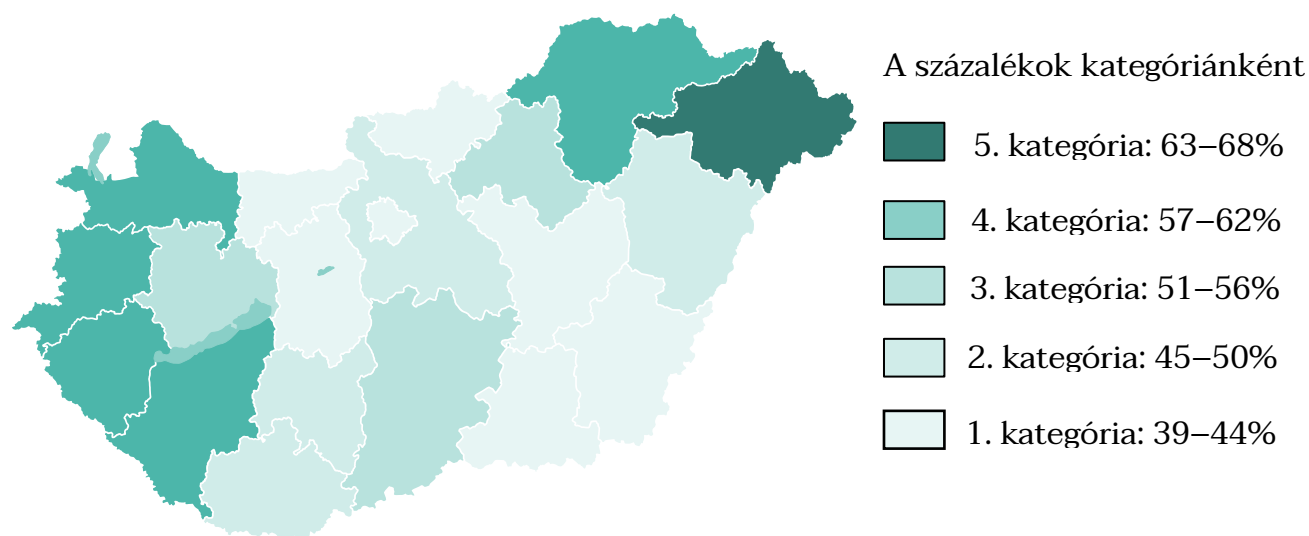 A százalékok kategóriánként
5. kategória: 63–68%
4. kategória: 57–62%
3. kategória: 51–56%
2. kategória: 45–50%
1. kategória: 39–44%